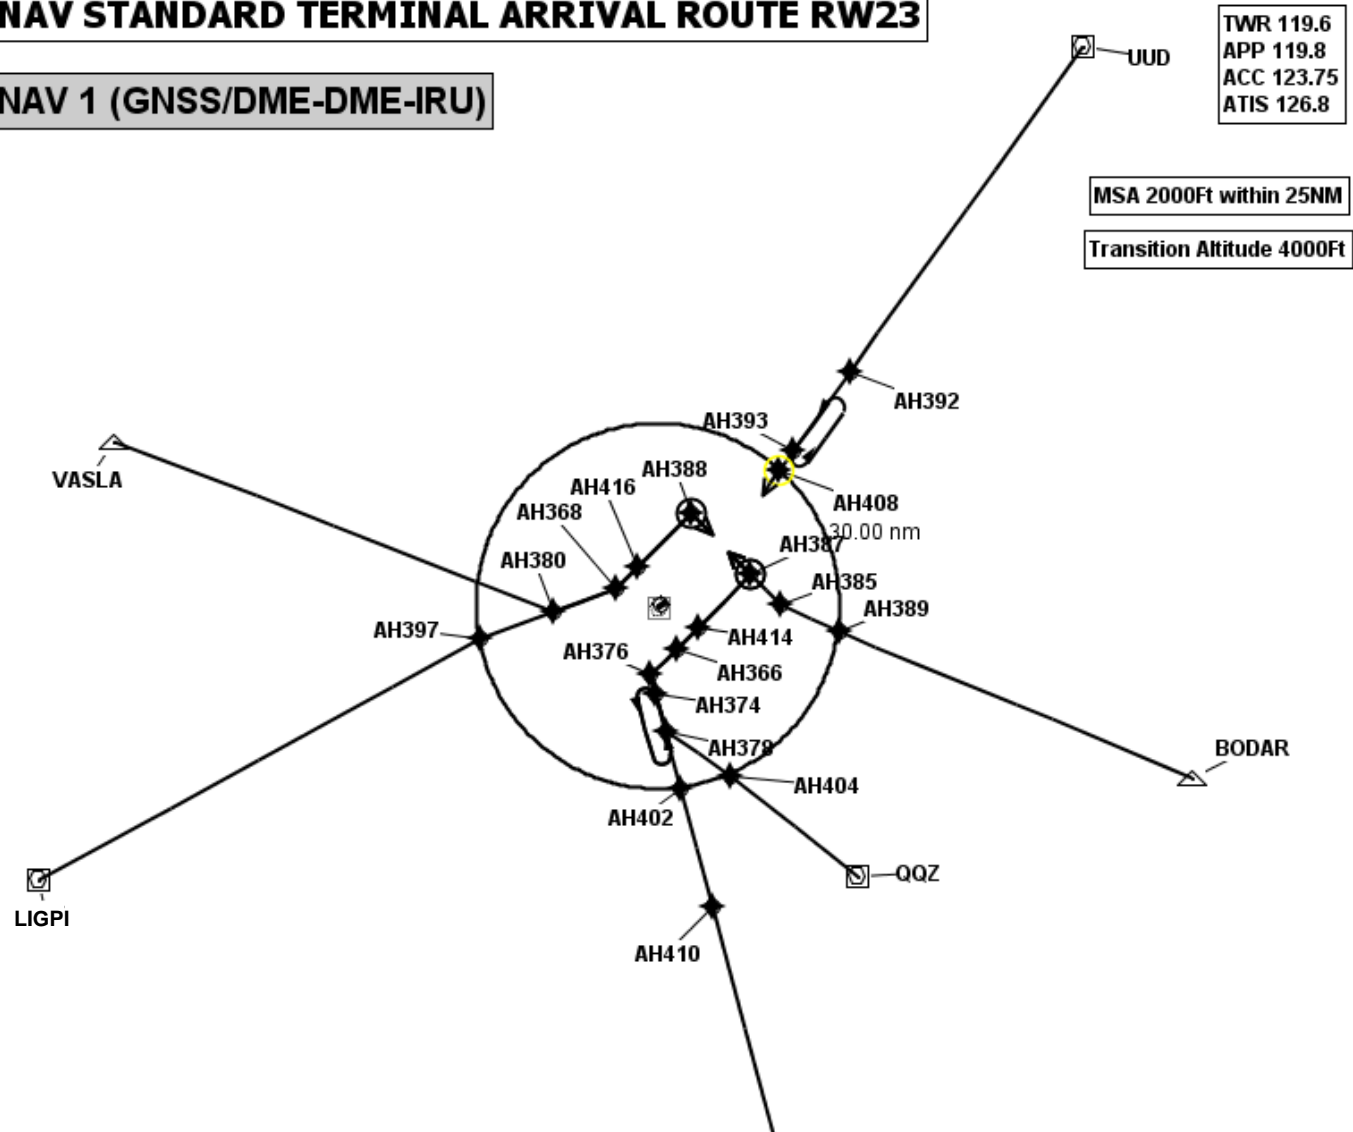 NAV STANDARD TERMINAL ARRIVAL ROUTE RW23
TWR 119.6
APP 119.8
ACC 123.75
ATIS 126.8
UUD
NAV 1 (GNSS/DME-DME-IRU)
MSA 2000Ft within 25NM
Transition Altitude 4000Ft
AH392
AH393
AH388
VASLA
AH416
AH408
AH368
30.00 nm
AH387
AH380
AH385
AH389
AH397
AH414
AH376
AH366
AH374
AH378
BODAR
AH404
AH402
QQZ
LIGPI
AH410